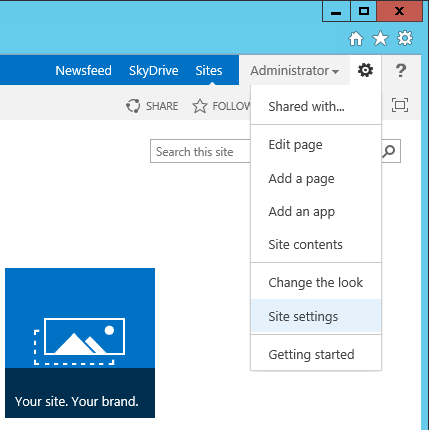 Newsfeed SkyDrive Sites Administrator ?
SHARE FOLLOW
Shared with...
Edit page
Search this site
Add a page
Add an app
Site contents
Change the look
Site settings
Getting started
Your site. Your brand.